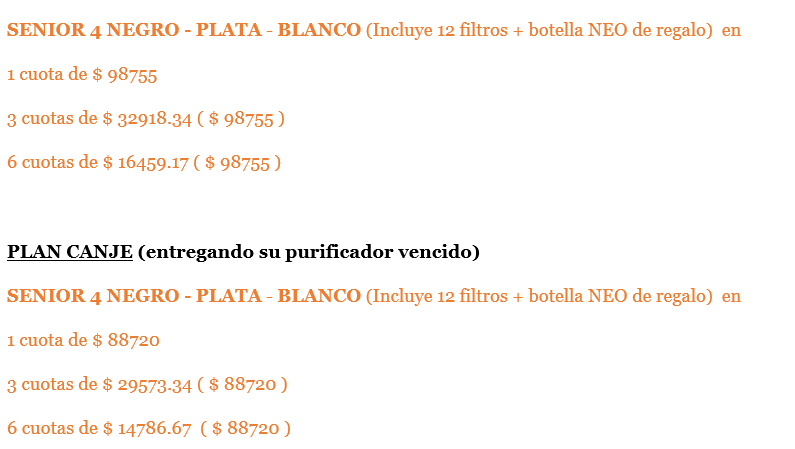 SENIOR 4 NEGRO - PLATA - BLANCO (Incluye 12 filtros + botella NEO de regalo)  en
1 cuota de $ 98755
3 cuotas de $ 32918.34 ( $ 98755 )
6 cuotas de $ 16459.17 ( $ 98755 )
PLAN CANJE (entregando su purificador vencido)
SENIOR 4 NEGRO - PLATA - BLANCO (Incluye 12 filtros + botella NEO de regalo)  en
1 cuota de $ 88720
3 cuotas de $ 29573.34 ( $ 88720 )
6 cuotas de $ 14786.67  ( $ 88720 )